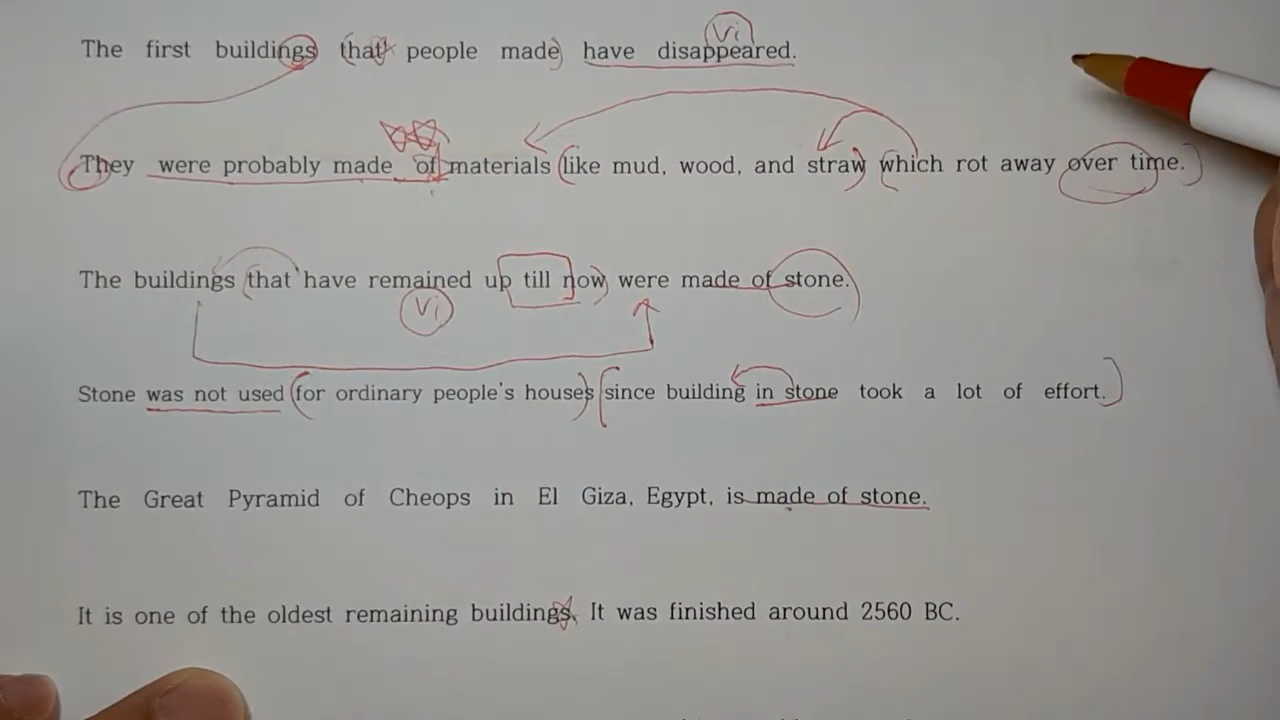 Vi
The first buildings that people made have disappeared.
They were probably made of materials like mud, wood, and straw which rot away over time.
The buildings that have remained up till now were made of stone.
Vi
Stone was not used for ordinary people's houses since building in stone took a lot of effort.
The Great Pyramid of Cheops in El Giza, Egypt, is made of stone.
It is one of the oldest remaining buildings. It was finished around 2560 BC.